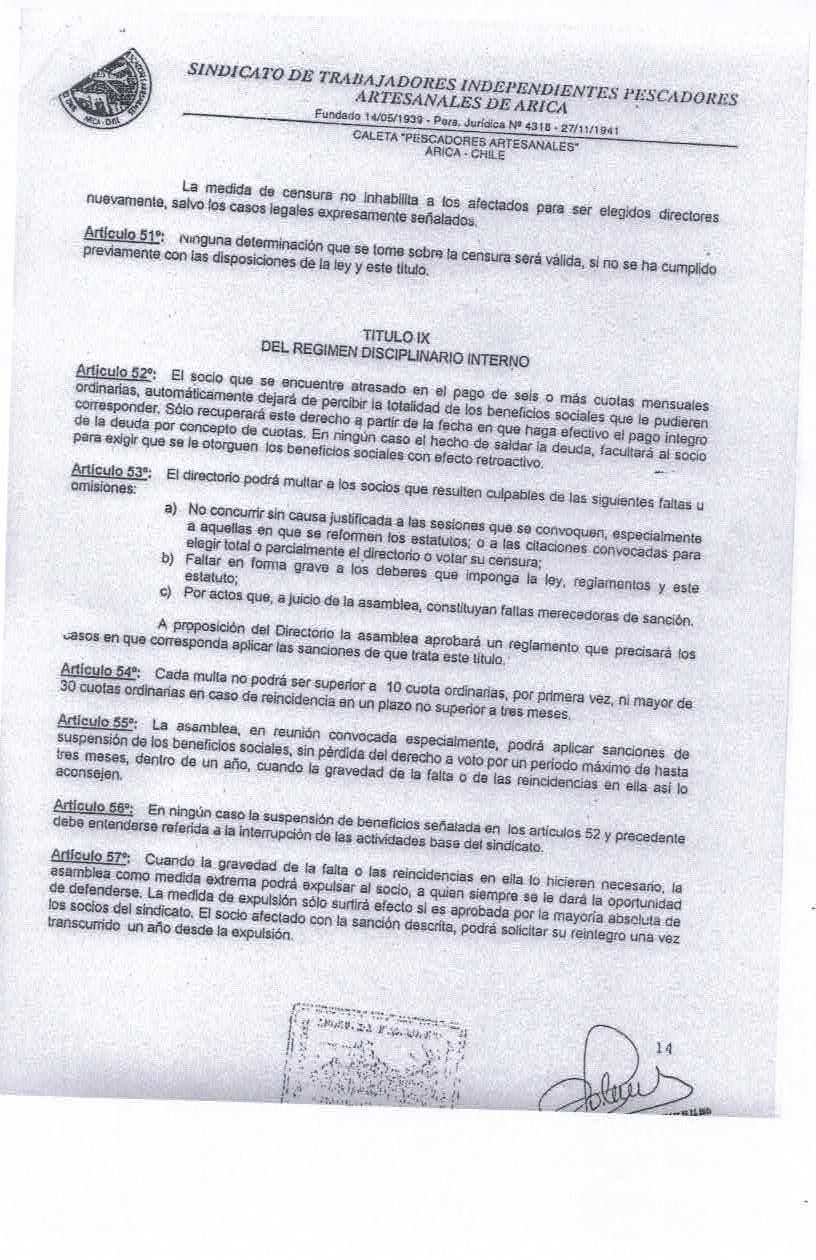 SINDICATO DE TRABAJADORES INDEPENDIENTES PESCADORES
ARTESANALES DE ARICA
Fundado 14/05/1939 - Pers. Jurídica Nº 4318 - 27/11/1941
CALETA "PESCADORES ARTESANALES"
ARICA - CHILE
ARICA - CHILE
La medida de censura no inhabilita a los afectados para ser elegidos directores
nuevamente, salvo los casos legales expresamente señalados.
Artículo 51º: Ninguna determinación que se tome sobre la censura será válida, si no se ha cumplido
previamente con las disposiciones de la ley y este título.
TITULO IX
DEL REGIMEN DISCIPLINARIO INTERNO
Artículo 52º: El socio que se encuentre atrasado en el pago de seis o más cuotas mensuales
ordinarias, automáticamente dejará de percibir la totalidad de los beneficios sociales que le pudieren
corresponder. Sólo recuperará este derecho a partir de la fecha en que haga efectivo el pago íntegro
de la deuda por concepto de cuotas. En ningún caso el hecho de saldar la deuda, facultará al socio
para exigir que se le otorguen los beneficios sociales con efecto retroactivo.
Artículo 53º: El directorio podrá multar a los socios que resulten culpables de las siguientes faltas u
omisiones:
a) No concurrir sin causa justificada a las sesiones que se convoquen, especialmente
a aquellas en que se reformen los estatutos; o a las citaciones convocadas para
elegir total o parcialmente el directorio o votar su censura;
b) Faltar en forma grave a los deberes que imponga la ley, reglamentos y este
estatuto;
c) Por actos que, a juicio de la asamblea, constituyan faltas merecedoras de sanción.
A proposición del Directorio la asamblea aprobará un reglamento que precisará los
casos en que corresponda aplicar las sanciones de que trata este título.
Artículo 54º: Cada multa no podrá ser superior a 10 cuota ordinarias, por primera vez, ni mayor de
30 cuotas ordinarias en caso de reincidencia en un plazo no superior a tres meses.
Artículo 55º: La asamblea, en reunión convocada especialmente, podrá aplicar sanciones de
suspensión de los beneficios sociales, sin pérdida del derecho a voto por un período máximo de hasta
tres meses, dentro de un año, cuando la gravedad de la falta o de las reincidencias en ella así lo
aconsejen.
Artículo 56º: En ningún caso la suspensión de beneficios señalada en los artículos 52 y precedente
debe entenderse referida a la interrupción de las actividades base del sindicato.
Artículo 57º: Cuando la gravedad de la falta o las reincidencias en ella lo hicieren necesario, la
asamblea como medida extrema podrá expulsar al socio, a quien siempre se le dará la oportunidad
de defenderse. La medida de expulsión sólo surtirá efecto si es aprobada por la mayoría absoluta de
los socios del sindicato. El socio afectado con la sanción descrita, podrá solicitar su reintegro una vez
transcurrido un año desde la expulsión.
14